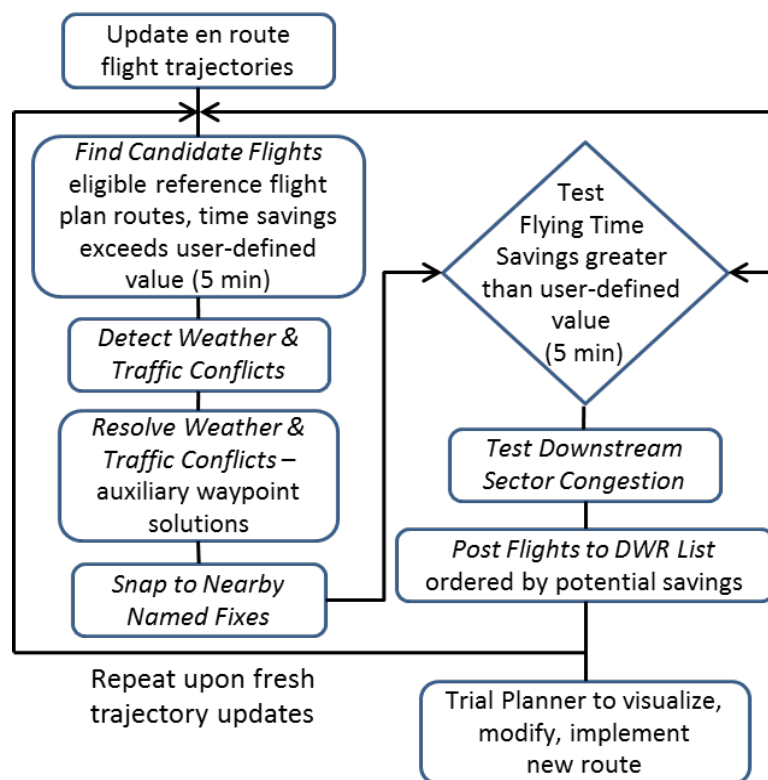 Update en route
flight trajectories
Find Candidate Flights
eligible reference flight
plan routes, time savings
exceeds user-defined
value (5 min)
Detect Weather &
Traffic Conflicts
Resolve Weather &
Traffic Conflicts –
auxiliary waypoint
solutions
Snap to Nearby
Named Fixes
Test
Flying Time
Savings greater
than user-defined
value
(5 min)
Test Downstream
Sector Congestion
Post Flights to DWR List
ordered by potential savings
Repeat upon fresh
trajectory updates
Trial Planner to visualize,
modify, implement
new route